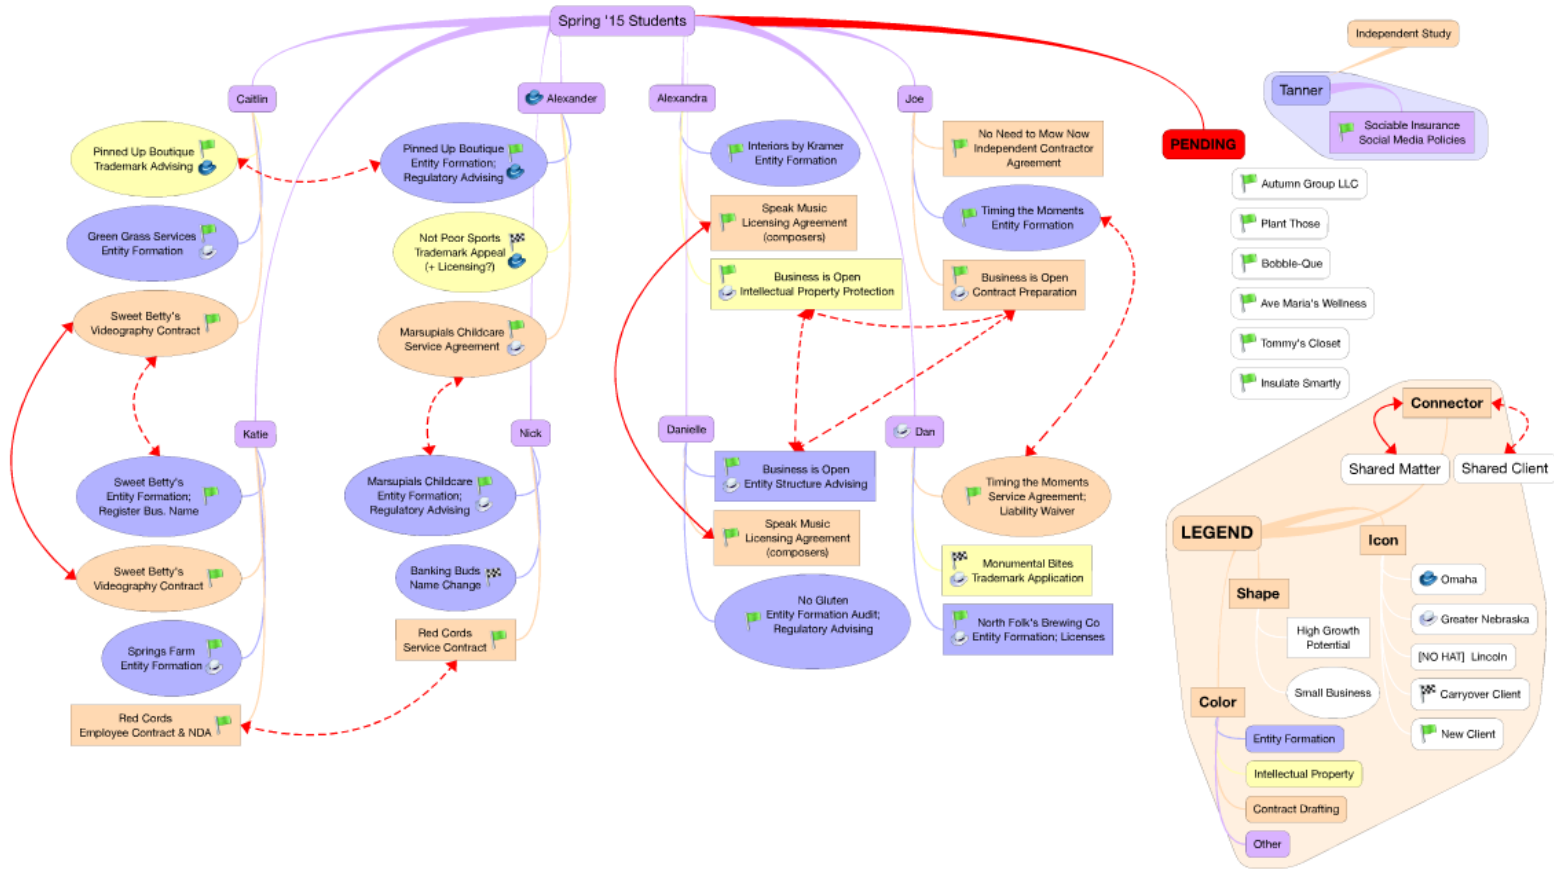 Spring '15 Students
Caitlin
Pinned Up Boutique
Trademark Advising
Green Grass Services
Entity Formation
Sweet Betty's
Videography Contract
Katie
Sweet Betty's
Entity Formation;
Register Bus. Name
Sweet Betty's
Videography Contract
Springs Farm
Entity Formation
Red Cords
Employee Contract & NDA
Alexander
Pinned Up Boutique
Entity Formation;
Regulatory Advising
Not Poor Sports
Trademark Appeal
(+ Licensing?)
Marsupials Childcare
Service Agreement
Nick
Marsupials Childcare
Entity Formation;
Regulatory Advising
Banking Buds
Name Change
Red Cords
Service Contract
Alexandra
Interiors by Kramer
Entity Formation
Speak Music
Licensing Agreement
(composers)
Business is Open
Intellectual Property Protection
Danielle
Business is Open
Entity Structure Advising
Speak Music
Licensing Agreement
(composers)
No Gluten
Entity Formation Audit;
Regulatory Advising
Joe
No Need to Mow Now
Independent Contractor
Agreement
Timing the Moments
Entity Formation
Business is Open
Contract Preparation
Dan
Timing the Moments
Service Agreement;
Liability Waiver
Monumental Bites
Trademark Application
North Folk's Brewing Co
Entity Formation; Licenses
PENDING
Autumn Group LLC
Plant Those
Bobble-Que
Ave Maria's Wellness
Tommy's Closet
Insulate Smartly
Independent Study
Tanner
Sociable Insurance
Social Media Policies
LEGEND
Connector
Shared Matter
Shared Client
Icon
Omaha
Greater Nebraska
[NO HAT] Lincoln
Carryover Client
New Client
Shape
High Growth
Potential
Small Business
Color
Entity Formation
Intellectual Property
Contract Drafting
Other